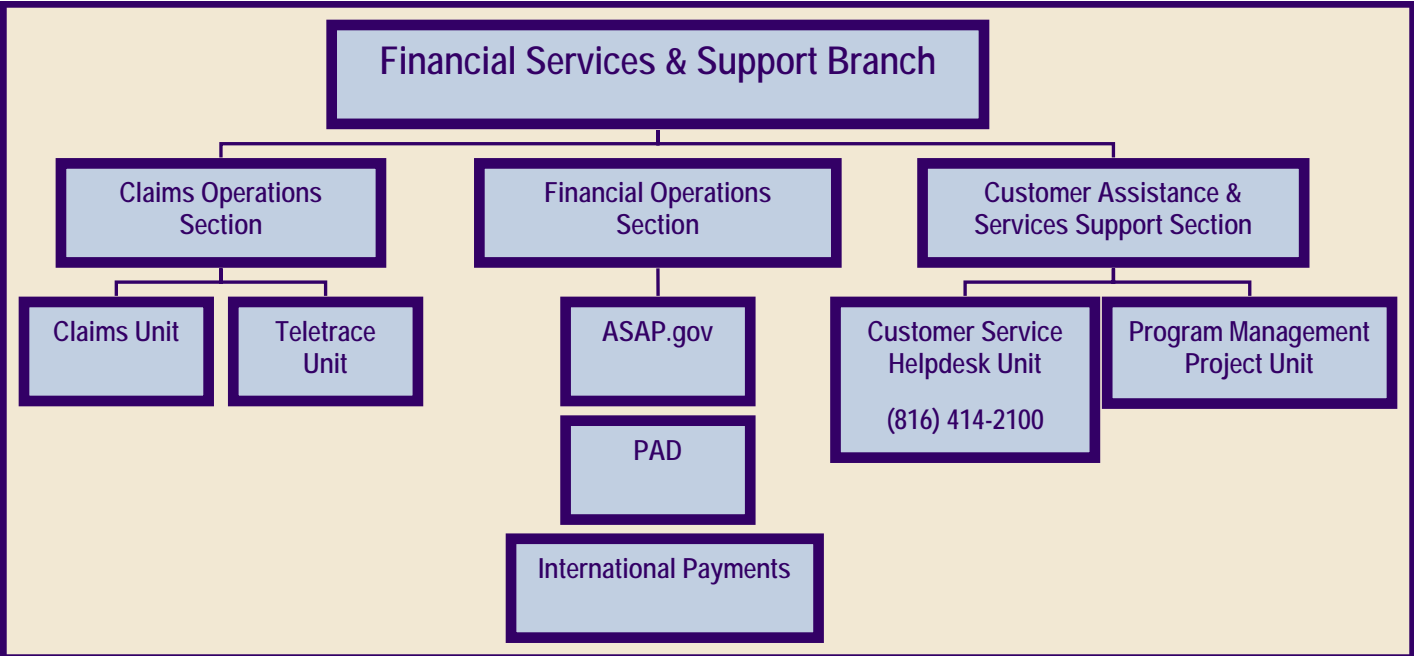 Financial Services & Support Branch
Claims Operations
Section
Financial Operations
Section
Customer Assistance &
Services Support Section
Claims Unit
Teletrace
Unit
ASAP.gov
Customer Service
Helpdesk Unit
(816) 414-2100
Program Management
Project Unit
PAD
International Payments